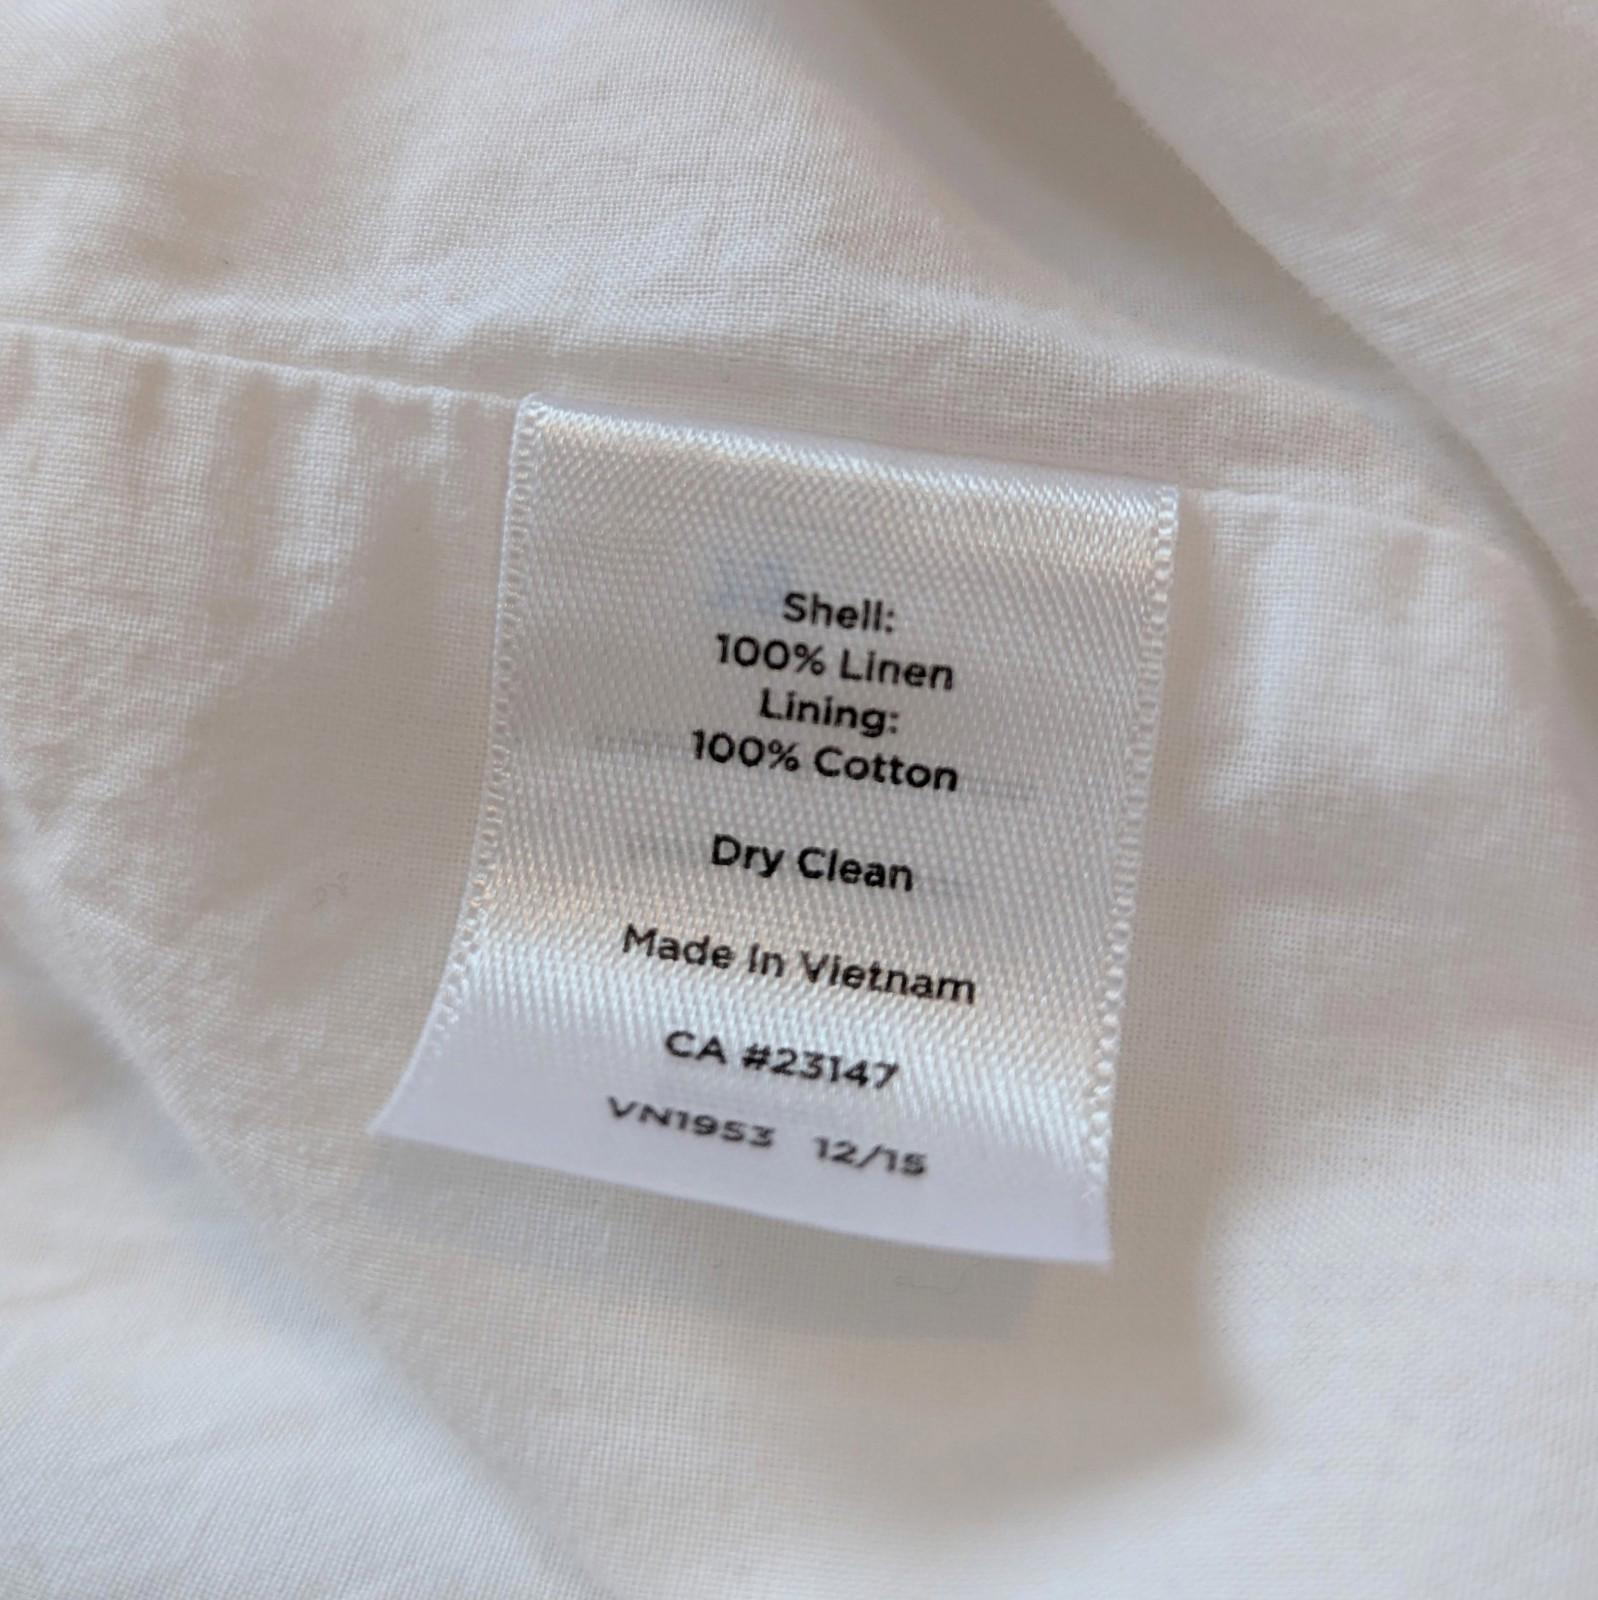 Shell:
100% Linen
Lining:
100% Cotton
Dry Clean
Made In Vietnam
CA #23147
VN1953 12/15